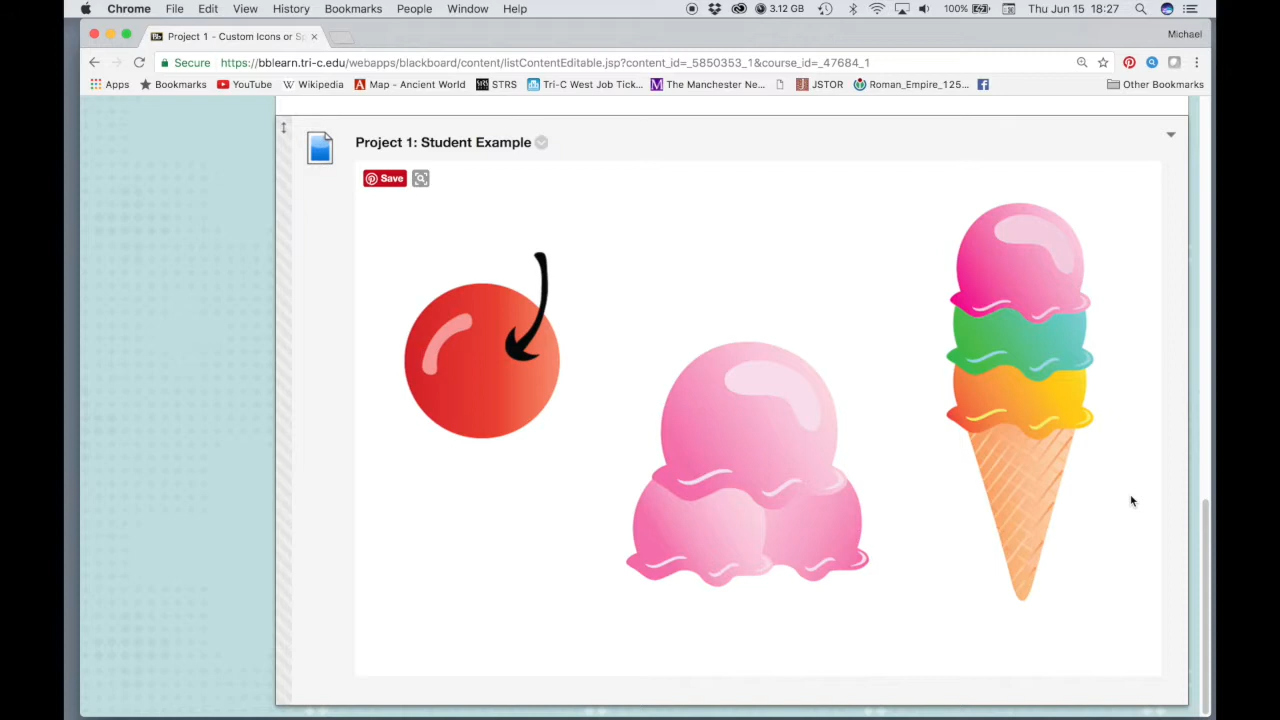 Chrome File Edit View History Bookmarks People Window Help 3.12 GB 100% Thu Jun 15 18:27
Project 1 - Custom Icons or Sp Michael
Secure https://bblearn.tri-c.edu/webapps/blackboard/content/listContentEditable.jsp?content_id=_5850353_1&course_id=_47684_1
Apps Bookmarks YouTube W Wikipedia A Map - Ancient World SRS STRS Tri-C West Job Tick... M The Manchester Ne... J JSTOR Roman_Empire_125... Other Bookmarks
Project 1: Student Example
Save